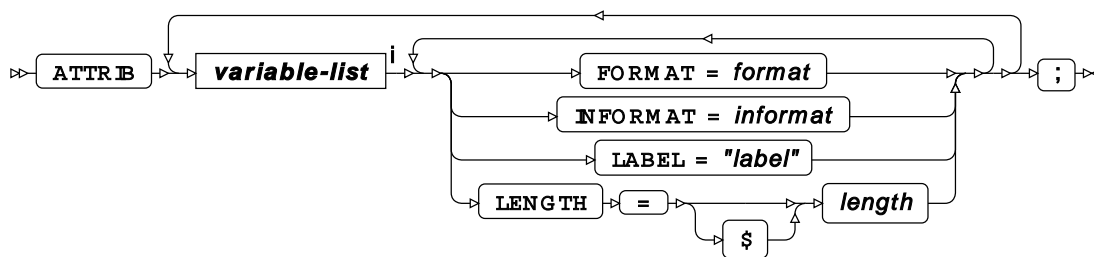 ATTRIB variable-list i FORMAT = format ;
INFORMAT = informat
LABEL = "label"
LENGTH = length
$